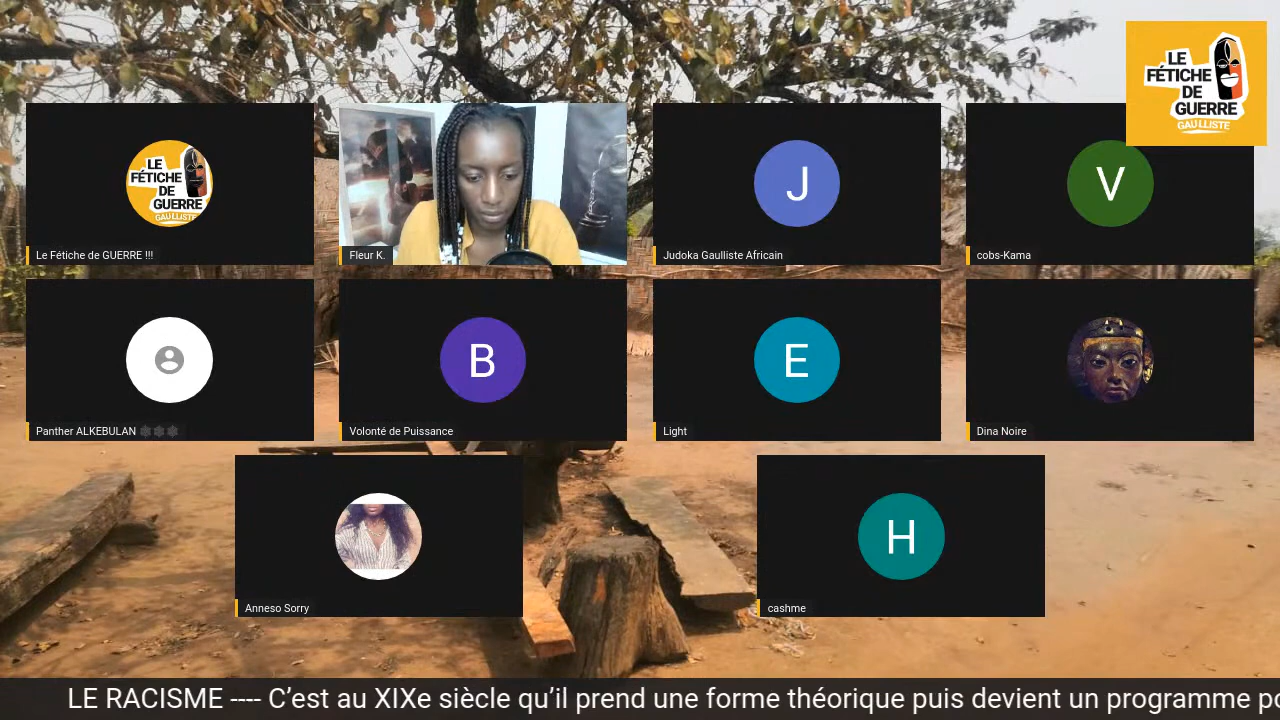 LE
FÉTICHE
DE
GUERRE
GAULLISTE
LE
FÉTICHE
DE
GUERRE
GAULLISTE
Le Fétiche de GUERRE !!!
Fleur K.
J
Judoka Gaulliste Africain
V
cobs-Kama
Panther ALKEBULAN
B
Volonté de Puissance
E
Light
Dina Noire
Anneso Sorry
H
cashme
LE RACISME ---- C’est au XIXe siècle qu’il prend une forme théorique puis devient un programme po